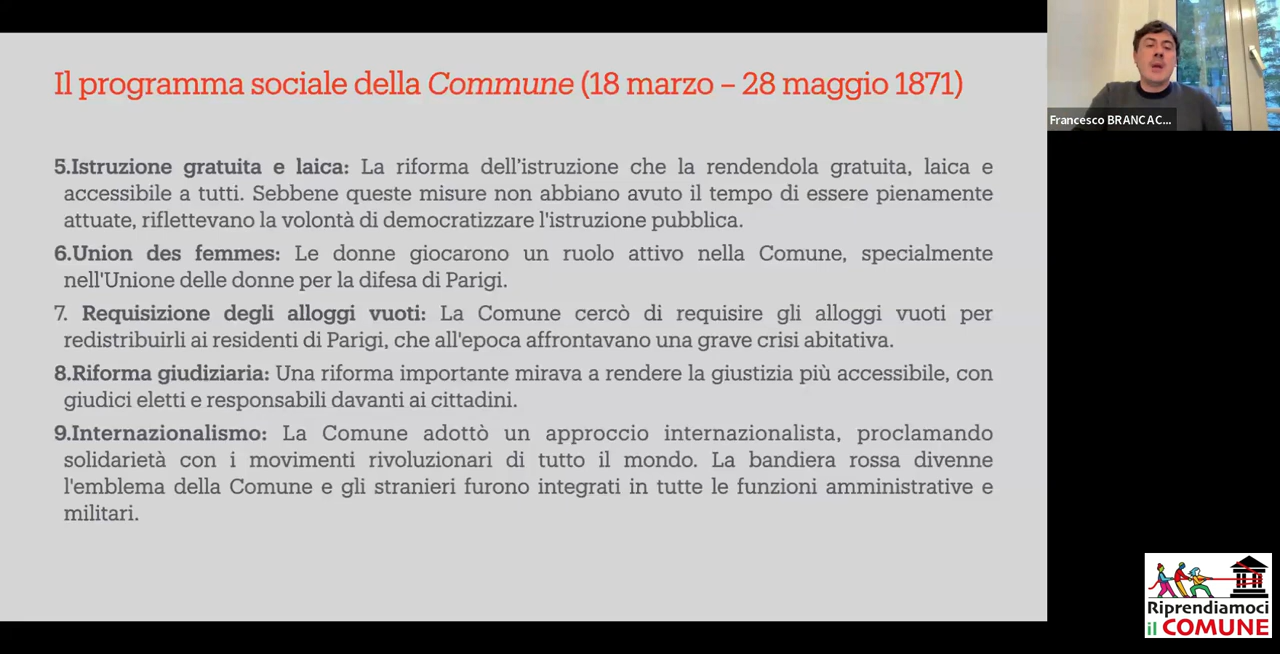 Il programma sociale della Commune (18 marzo – 28 maggio 1871)
5.Istruzione gratuita e laica: La riforma dell'istruzione che la rendendola gratuita, laica e
accessibile a tutti. Sebbene queste misure non abbiano avuto il tempo di essere pienamente
attuate, riflettevano la volontà di democratizzare l'istruzione pubblica.
6.Union des femmes: Le donne giocarono un ruolo attivo nella Comune, specialmente
nell'Unione delle donne per la difesa di Parigi.
7. Requisizione degli alloggi vuoti: La Comune cercò di requisire gli alloggi vuoti per
redistribuirli ai residenti di Parigi, che all'epoca affrontavano una grave crisi abitativa.
8.Riforma giudiziaria: Una riforma importante mirava a rendere la giustizia più accessibile, con
giudici eletti e responsabili davanti ai cittadini.
9.Internazionalismo: La Comune adottò un approccio internazionalista, proclamando
solidarietà con i movimenti rivoluzionari di tutto il mondo. La bandiera rossa divenne
l'emblema della Comune e gli stranieri furono integrati in tutte le funzioni amministrative e
militari.
Francesco BRANCAC...
Riprendiamoci
il COMUNE